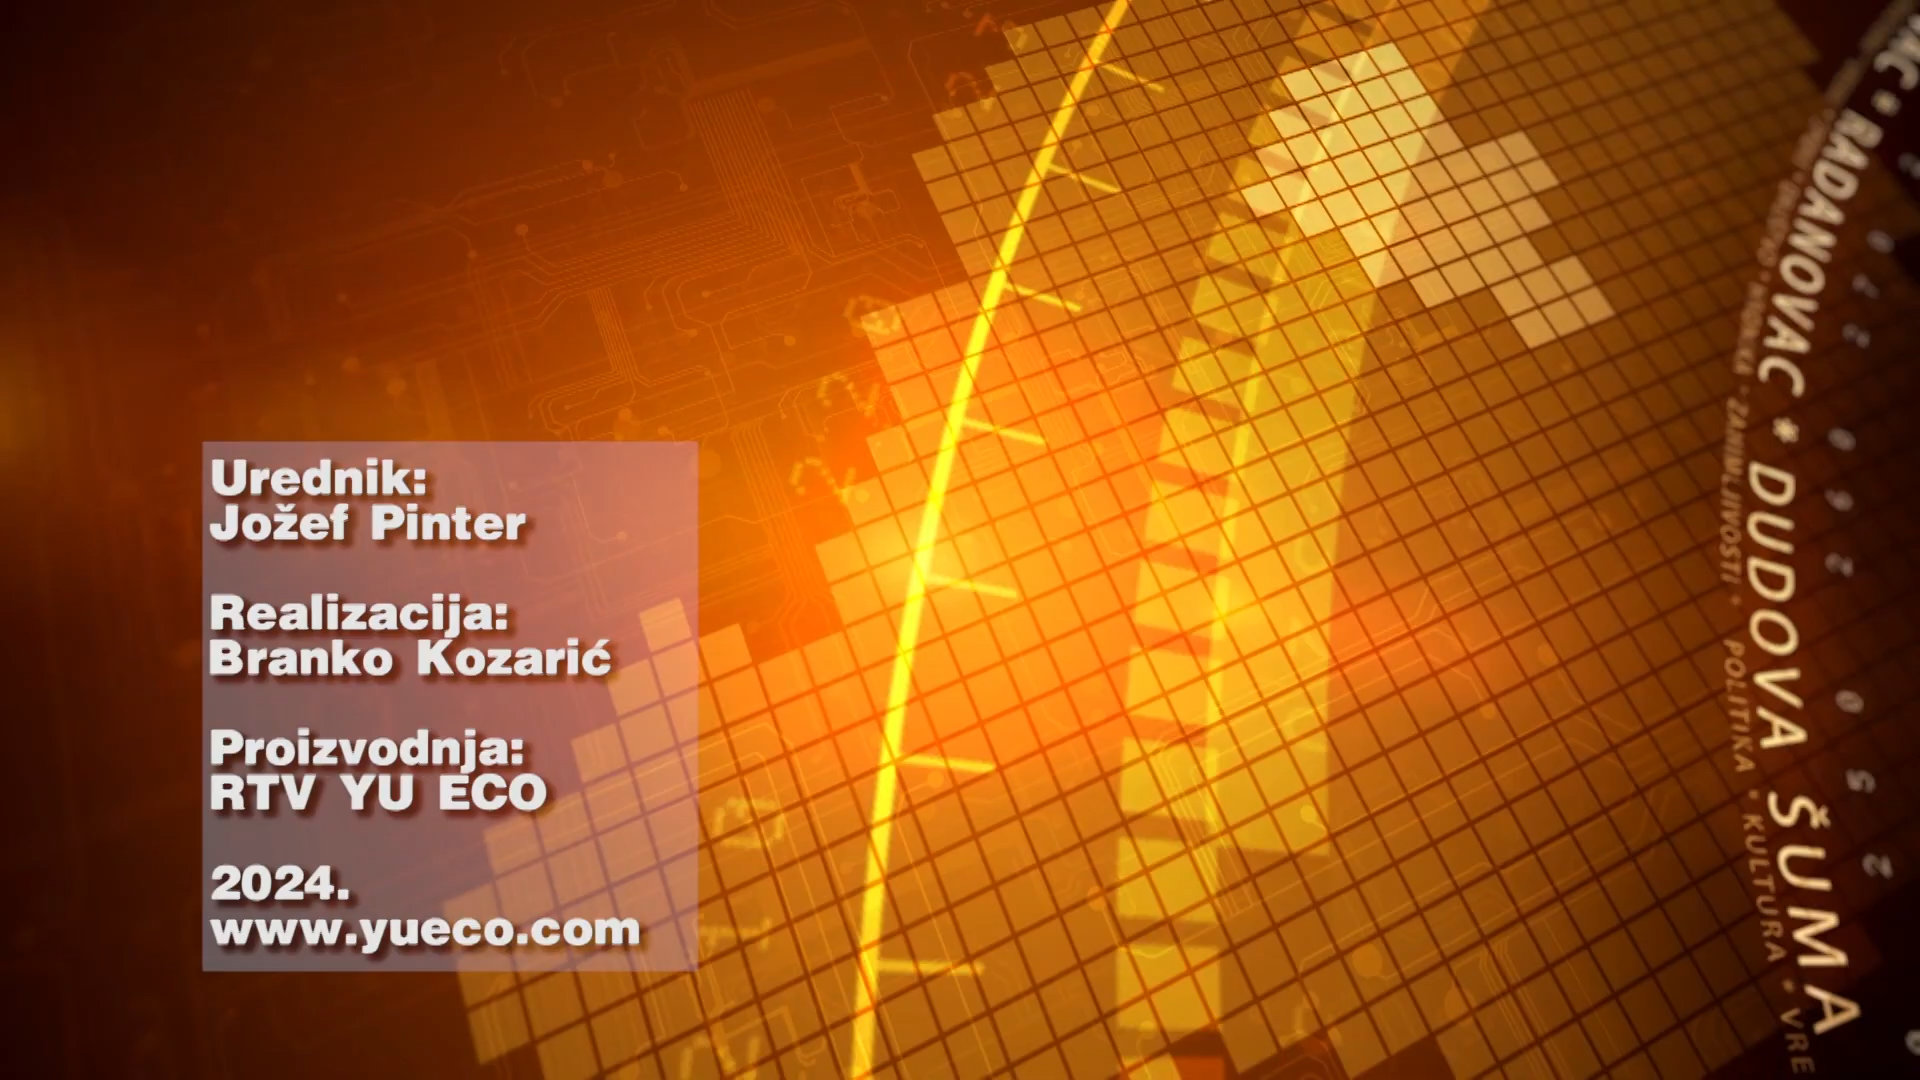 Urednik:
Jožef Pinter
Realizacija:
Branko Kozarić
Proizvodnja:
RTV YU ECO
2024.
www.yueco.com
* RADANOVAC * DUDOVA ŠUMA
ZANIMLJIVOSTI * POLITIKA * KULTURA *